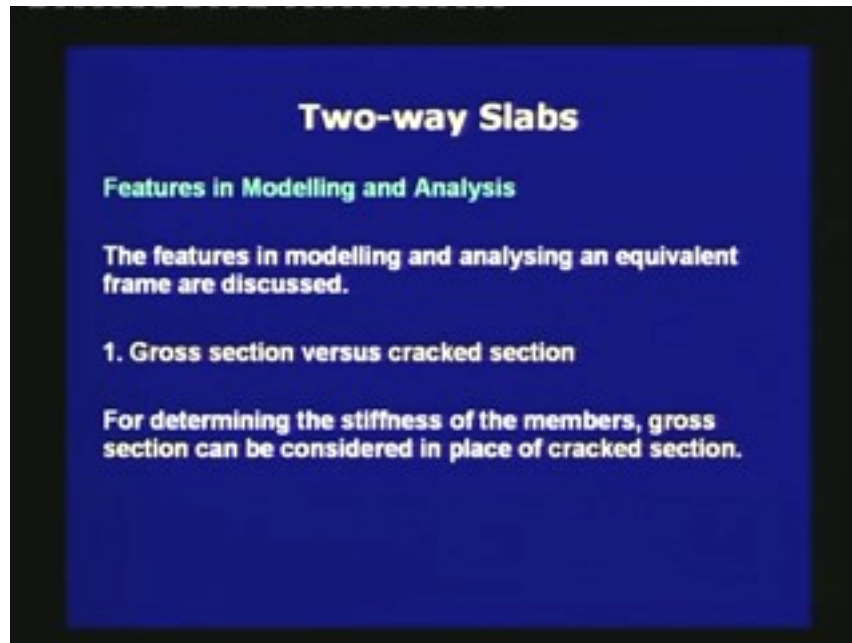 Two-way Slabs
Features in Modelling and Analysis
The features in modelling and analysing an equivalent
frame are discussed.
1. Gross section versus cracked section
For determining the stiffness of the members, gross
section can be considered in place of cracked section.